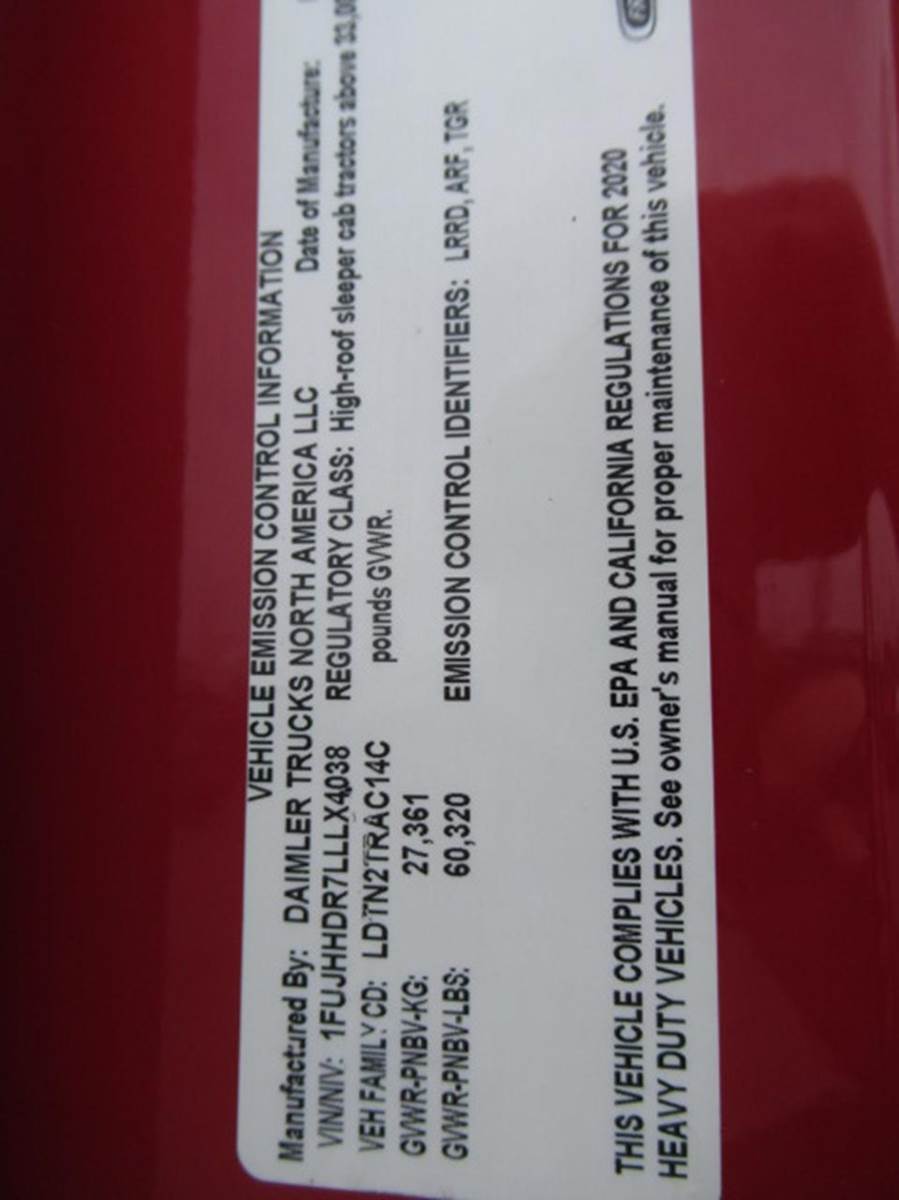 VEHICLE EMISSION CONTROL INFORMATION
Manufactured By: DAIMLER TRUCKS NORTH AMERICA LLC Date of Manufacture:
VIN/NIV: 1FUJHHDR7LLLX4038 REGULATORY CLASS: High-roof sleeper cab tractors above
VEH FAMILY CD: LDTN2TRAC14C pounds GVWR.
GVWR-PNBV-KG: 27,361
GVWR-PNBV-LBS: 60,320 EMISSION CONTROL IDENTIFIERS: LRRD, ARF, TGR
THIS VEHICLE COMPLIES WITH U.S. EPA AND CALIFORNIA REGULATIONS FOR 2020
HEAVY DUTY VEHICLES. See owner's manual for proper maintenance of this vehicle.